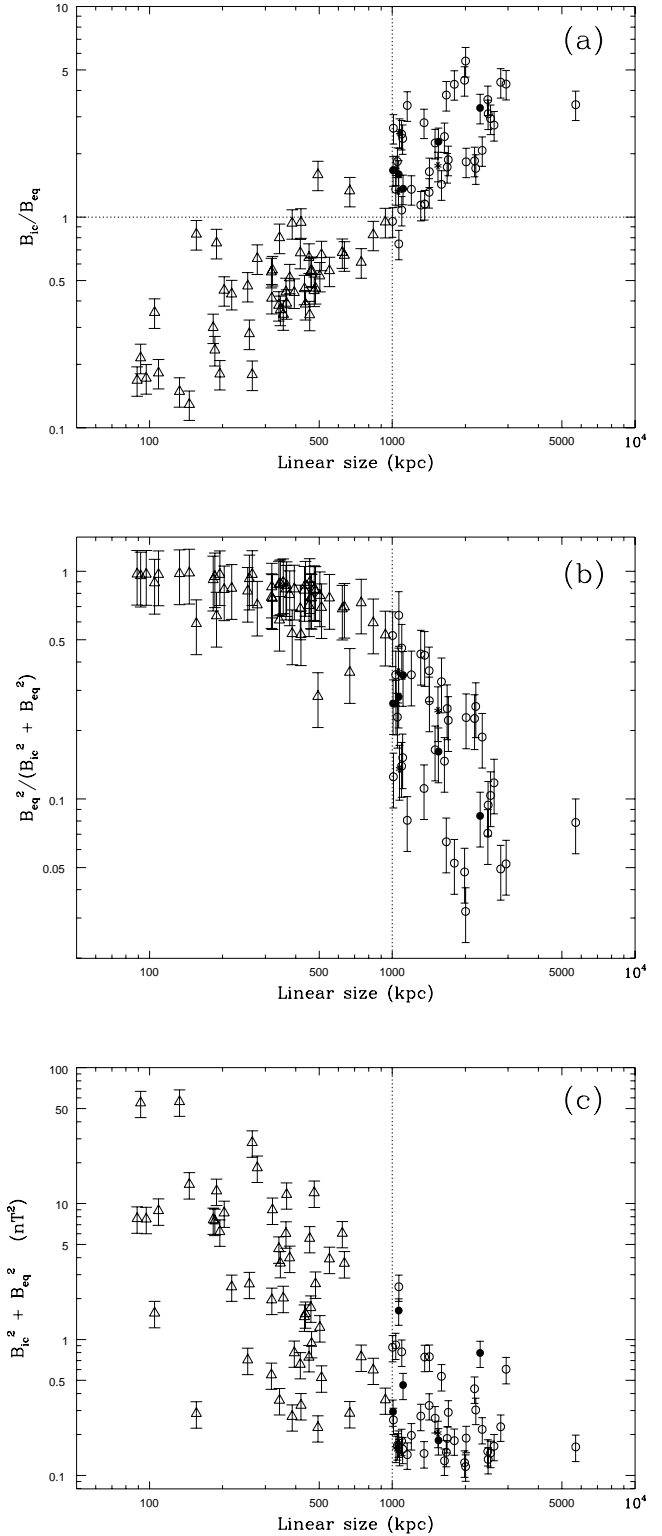 10
(a)
5
B_ic/B_eq
1
0.5
0.1
100 500 1000 5000 10^4
Linear size (kpc)
(b)
1
0.5
B_eq^2/(B_ic^2 + B_eq^2)
0.1
0.05
100 500 1000 5000 10^4
Linear size (kpc)
100
(c)
50
10
5
B_ic^2 + B_eq^2 (nT^2)
1
0.5
0.1
100 500 1000 5000 10^4
Linear size (kpc)